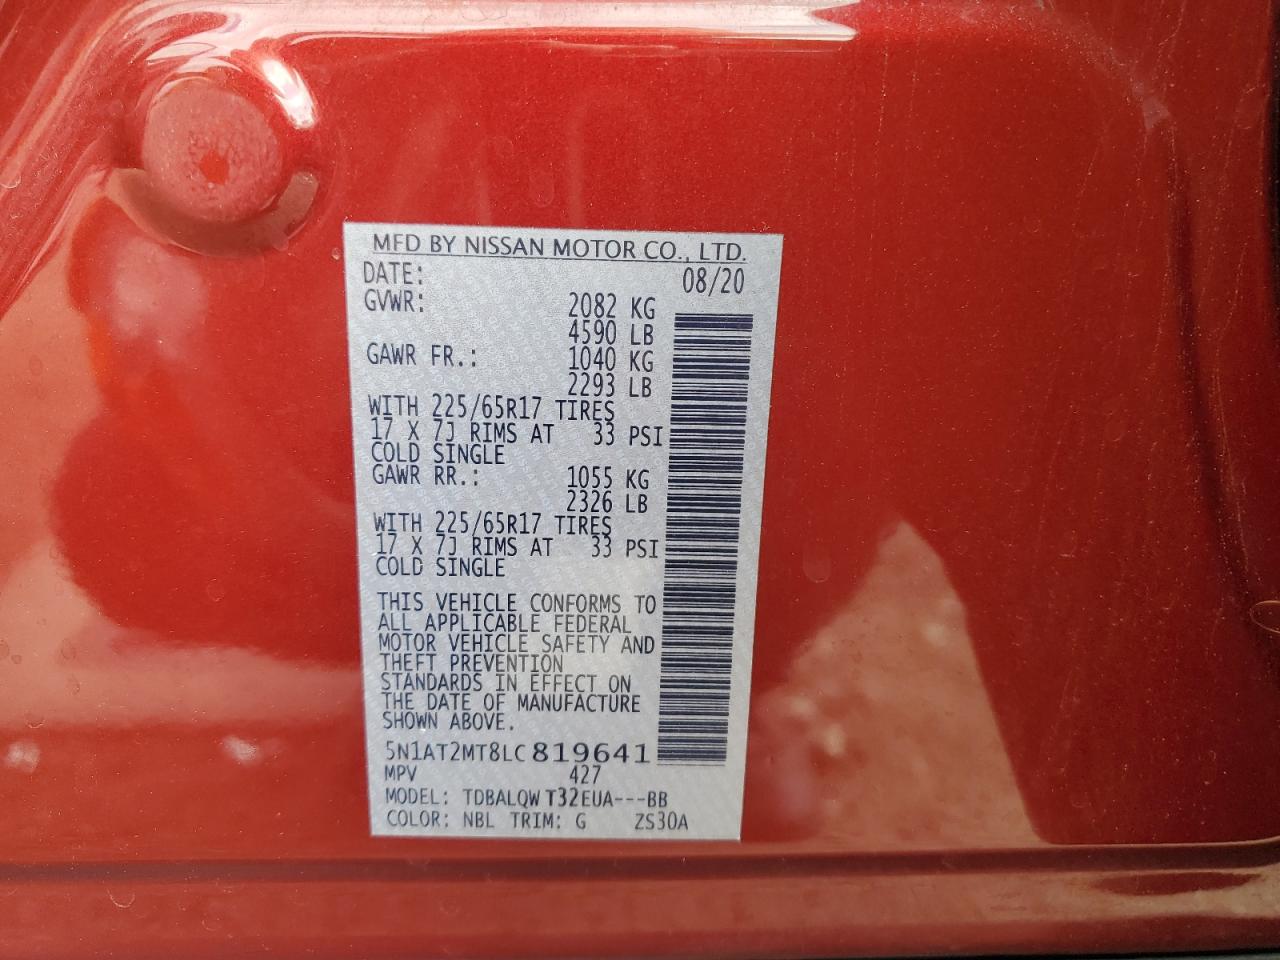 MFD BY NISSAN MOTOR CO., LTD.
DATE: 08/20
GVWR: 2082 KG
4590 LB
GAWR FR.: 1040 KG
2293 LB
WITH 225/65R17 TIRES
17 X 7J RIMS AT 33 PSI
COLD SINGLE
GAWR RR.: 1055 KG
2326 LB
WITH 225/65R17 TIRES
17 X 7J RIMS AT 33 PSI
COLD SINGLE
THIS VEHICLE CONFORMS TO
ALL APPLICABLE FEDERAL
MOTOR VEHICLE SAFETY AND
THEFT PREVENTION
STANDARDS IN EFFECT ON
THE DATE OF MANUFACTURE
SHOWN ABOVE.
5N1AT2MT8LC819641
MPV 427
MODEL: TDBALQW T32EUA---BB
COLOR: NBL TRIM: G ZS30A